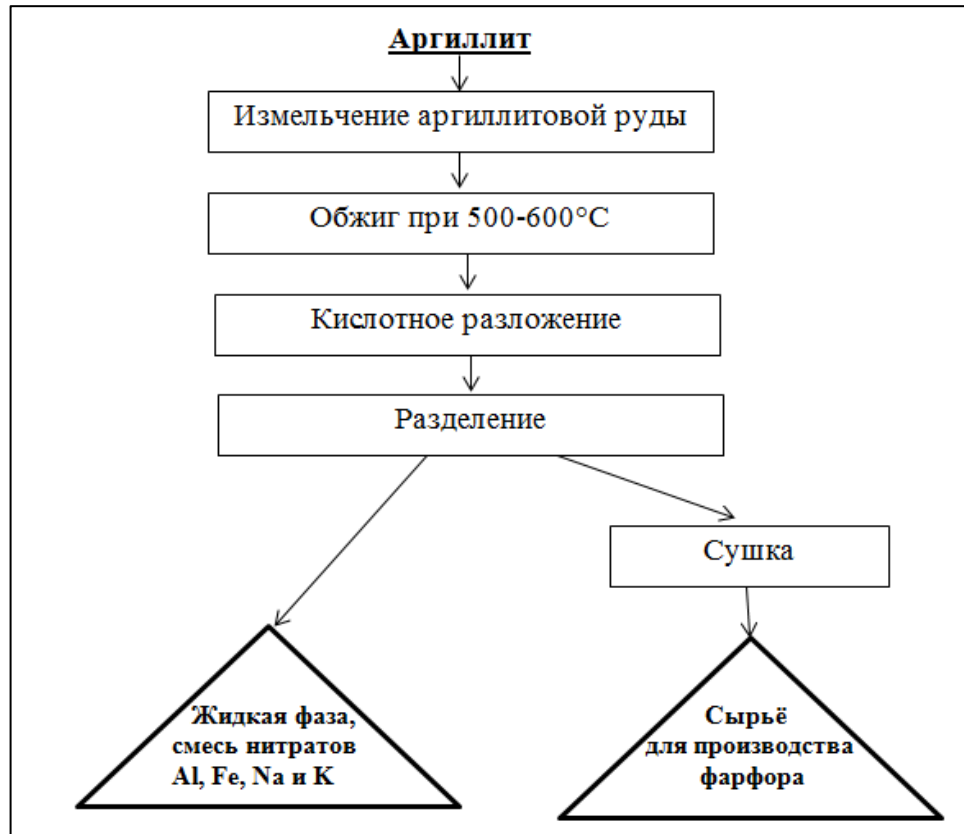 Аргиллит
Измельчение аргиллитовой руды
Обжиг при 500-600°С
Кислотное разложение
Разделение
Сушка
Жидкая фаза,
смесь нитратов
Al, Fe, Na и K
Сырьё
для производства
фарфора